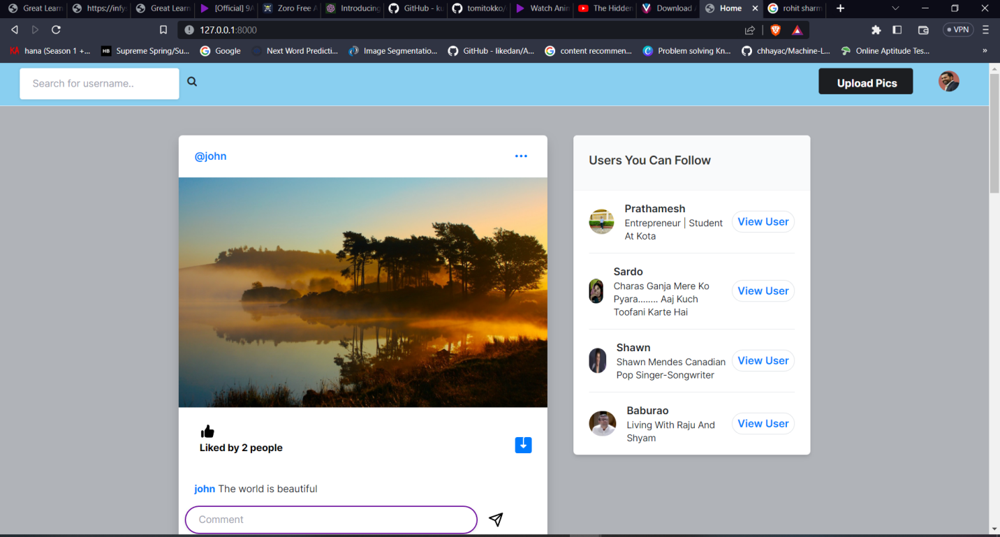 Great Learn
https://infy
Great Learn
[Official] 9A
Zoro Free A
Introducing
GitHub - ku
tomitokko/
Watch Anin
The Hidden
Download A
Home
rohit sharm
127.0.0.1:8000
VPN
KA
hana (Season 1 +...
HB
Supreme Spring/Su...
Google
Next Word Predicti...
Image Segmentatio...
GitHub - likedan/A...
content recommen...
Problem solving Kn...
chhayac/Machine-L...
Online Aptitude Tes...
»
Search for username..
Upload Pics
@john
Users You Can Follow
Prathamesh
Entrepreneur | Student
At Kota
View User
Sardo
Charas Ganja Mere Ko
Pyara........ Aaj Kuch
Toofani Karte Hai
View User
Shawn
Shawn Mendes Canadian
Pop Singer-Songwriter
View User
Baburao
Living With Raju And
Shyam
View User
Liked by 2 people
john The world is beautiful
Comment